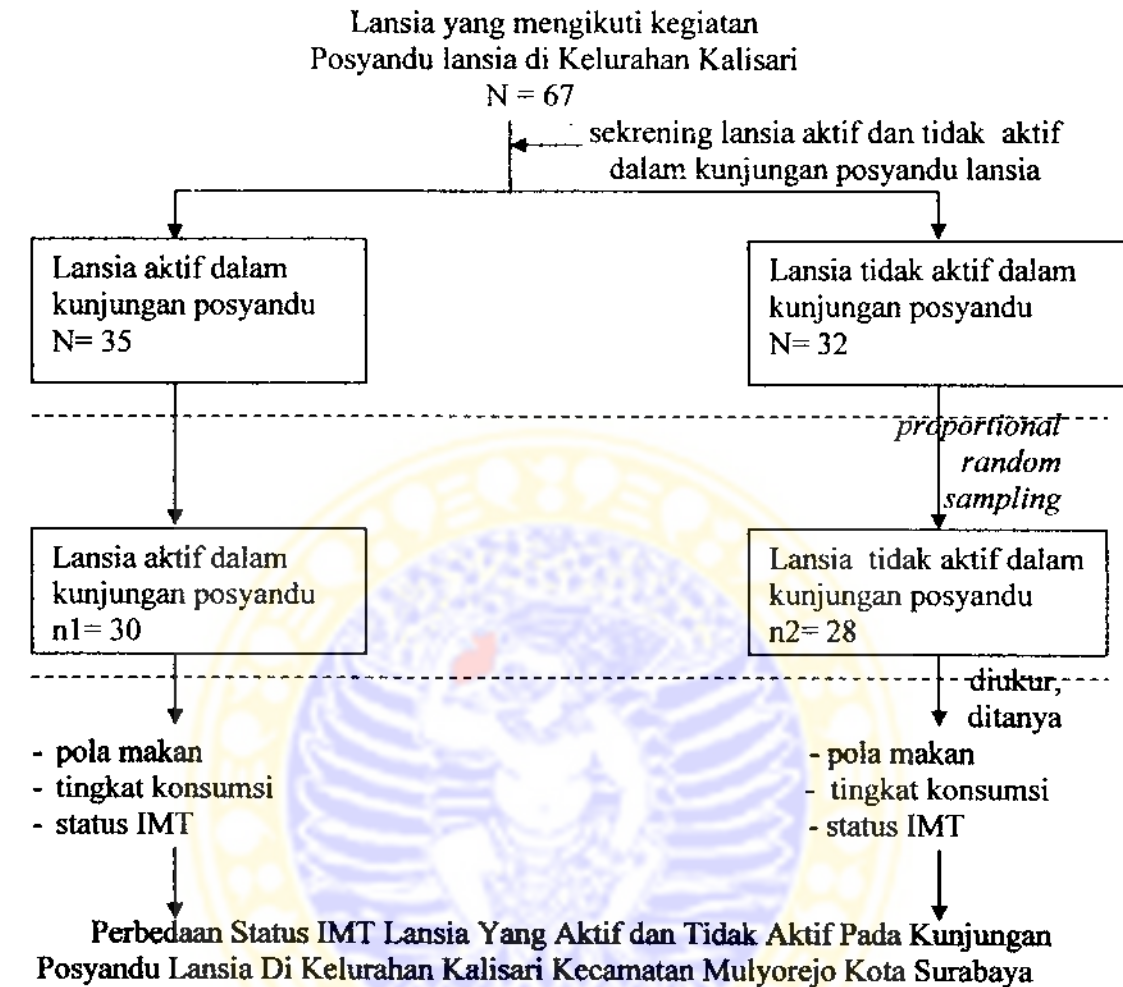 Lansia yang mengikuti kegiatan
Posyandu lansia di Kelurahan Kalisari
N = 67
sekrening lansia aktif dan tidak aktif
dalam kunjungan posyandu lansia
Lansia aktif dalam
kunjungan posyandu
N= 35
Lansia tidak aktif dalam
kunjungan posyandu
N= 32
proportional
random
sampling
Lansia aktif dalam
kunjungan posyandu
n1= 30
Lansia tidak aktif dalam
kunjungan posyandu
n2= 28
diukur,
ditanya
- pola makan
- tingkat konsumsi
- status IMT
- pola makan
- tingkat konsumsi
- status IMT
Perbedaan Status IMT Lansia Yang Aktif dan Tidak Aktif Pada Kunjungan
Posyandu Lansia Di Kelurahan Kalisari Kecamatan Mulyorejo Kota Surabaya